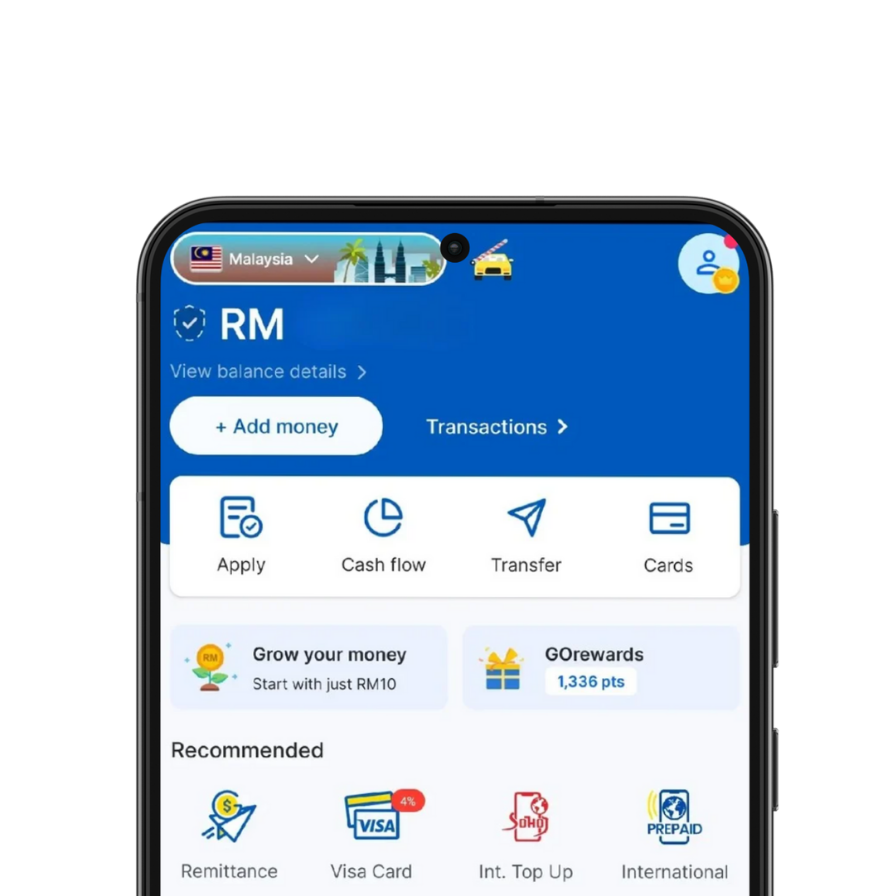 Malaysia
RM
View balance details
+ Add money
Transactions
Apply
Cash flow
Transfer
Cards
RM
Grow your money
Start with just RM10
GOrewards
1,336 pts
Recommended
$
4%
VISA
SOHOJ
PREPAID
Remittance
Visa Card
Int. Top Up
International